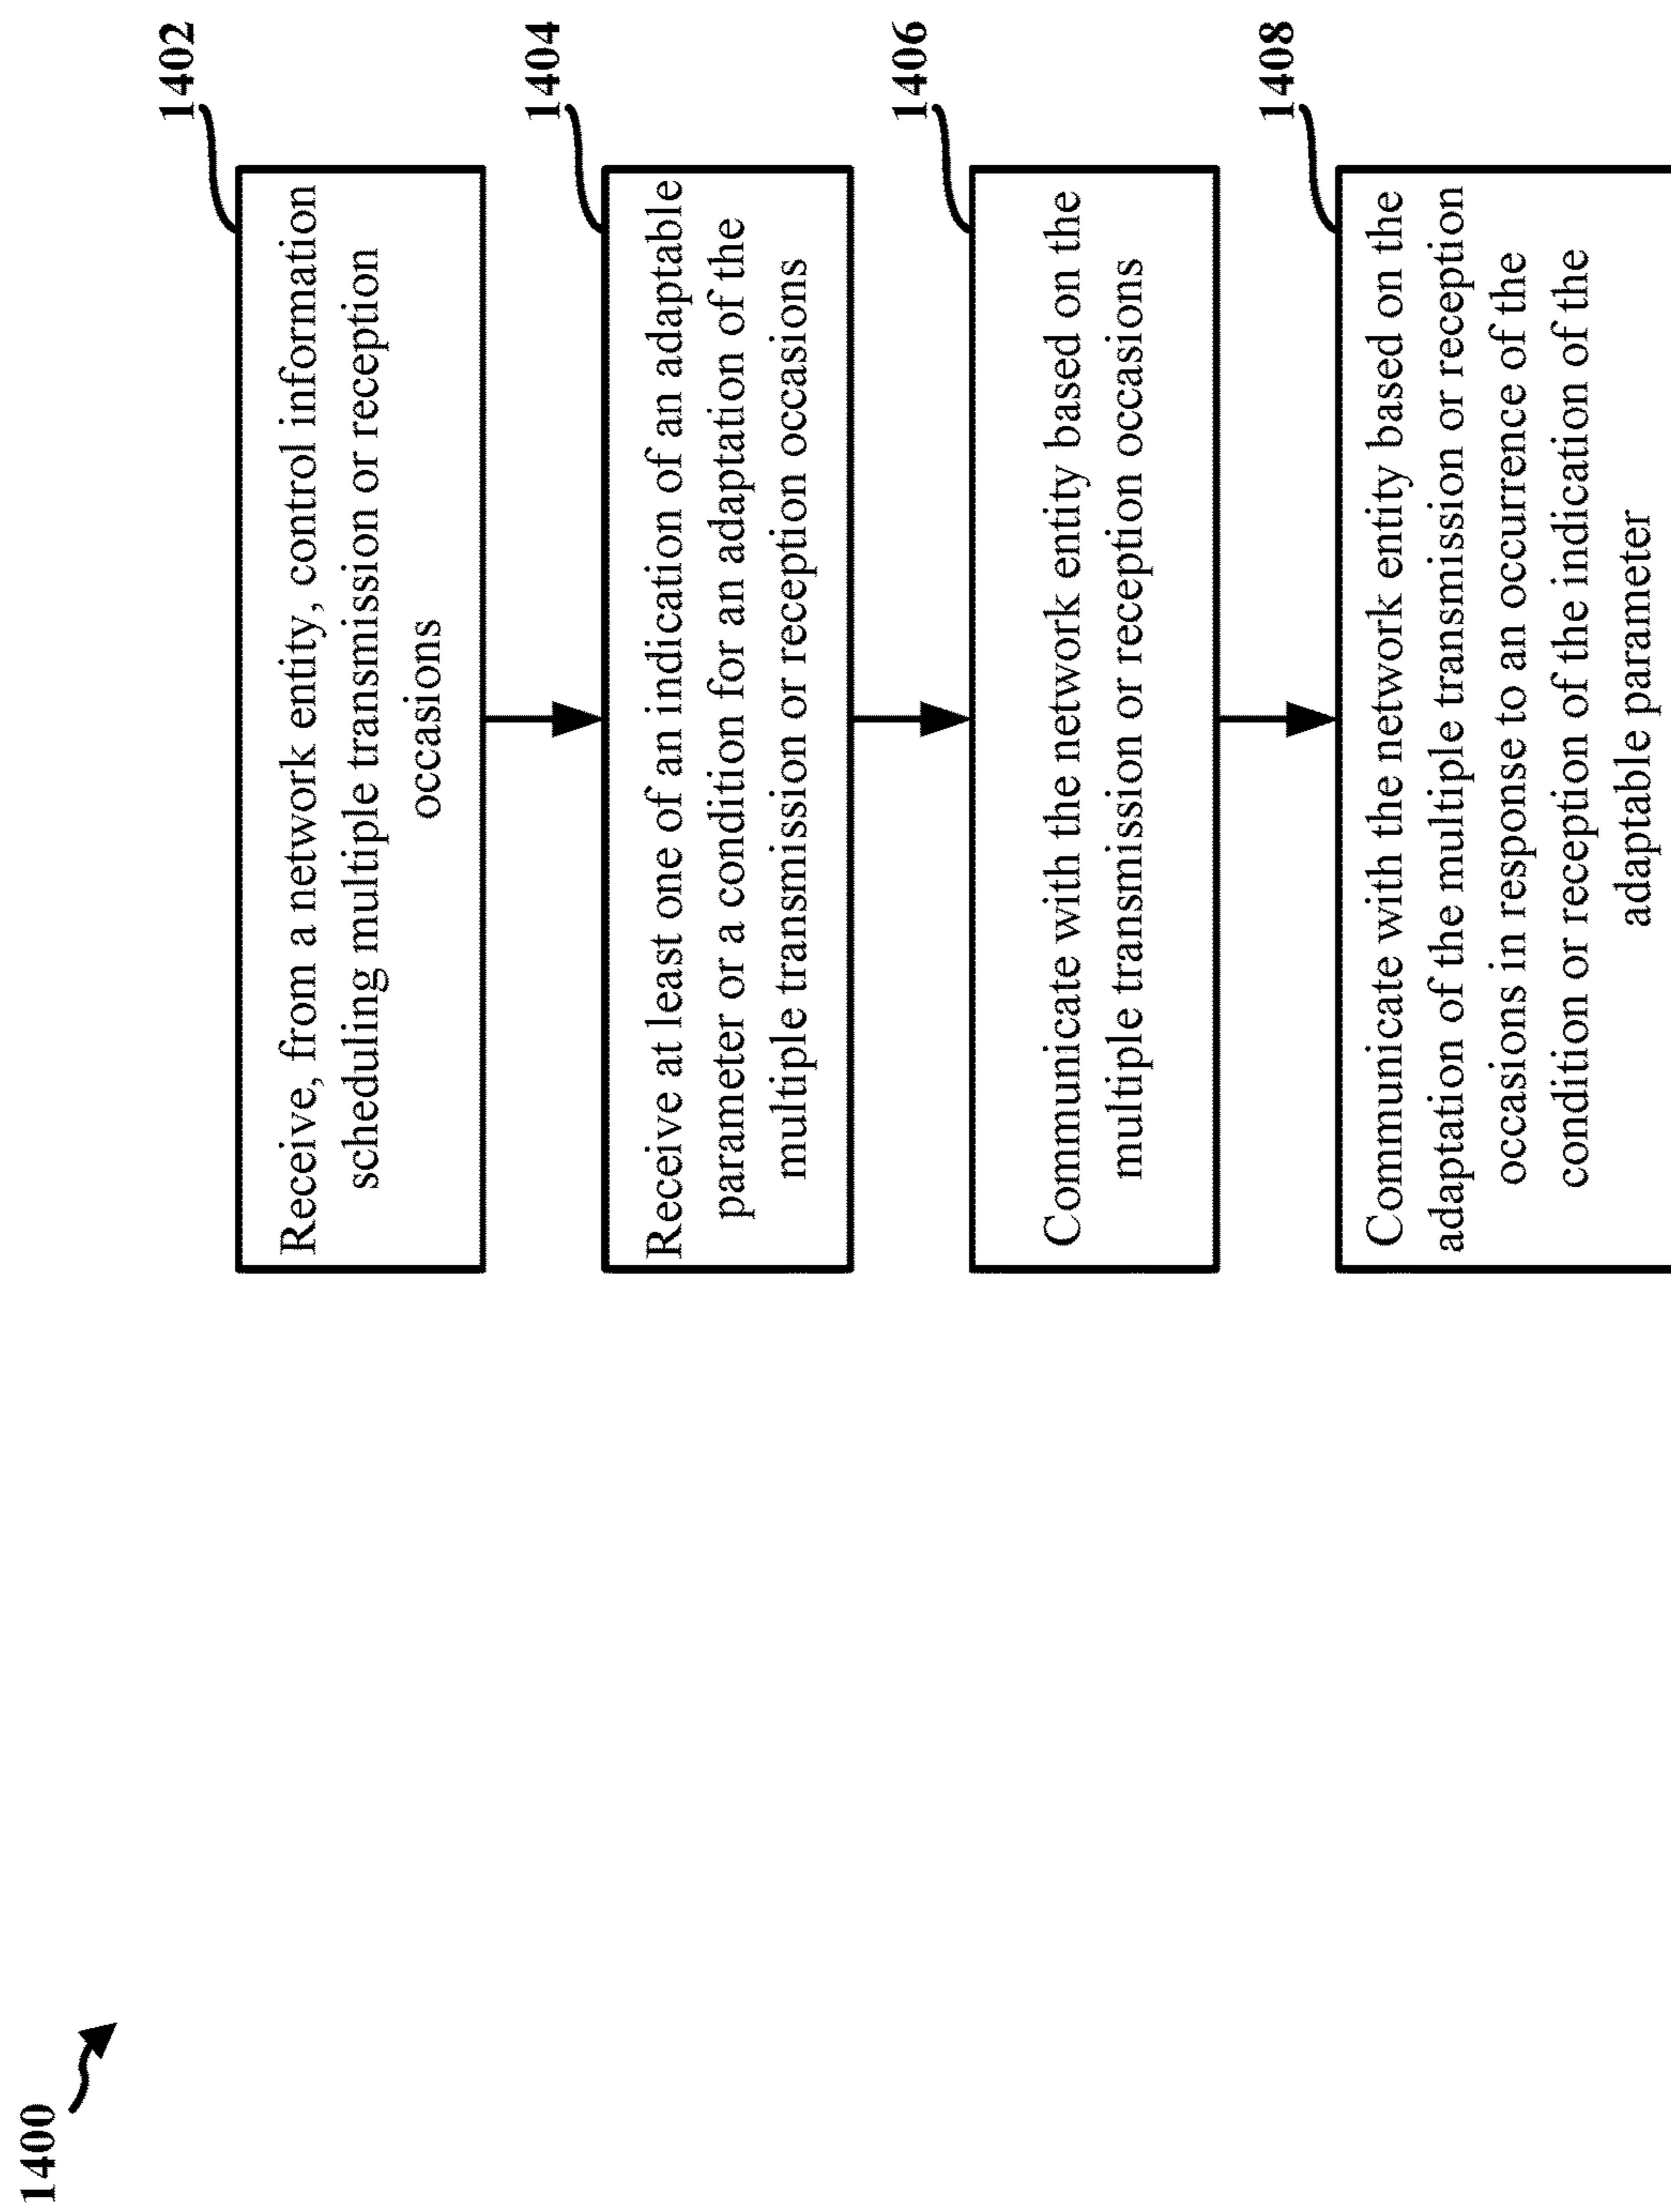 1400
1402
Receive, from a network entity, control information
scheduling multiple transmission or reception
occasions
1404
Receive at least one of an indication of an adaptable
parameter or a condition for an adaptation of the
multiple transmission or reception occasions
1406
Communicate with the network entity based on the
multiple transmission or reception occasions
1408
Communicate with the network entity based on the
adaptation of the multiple transmission or reception
occasions in response to an occurrence of the
condition or reception of the indication of the
adaptable parameter